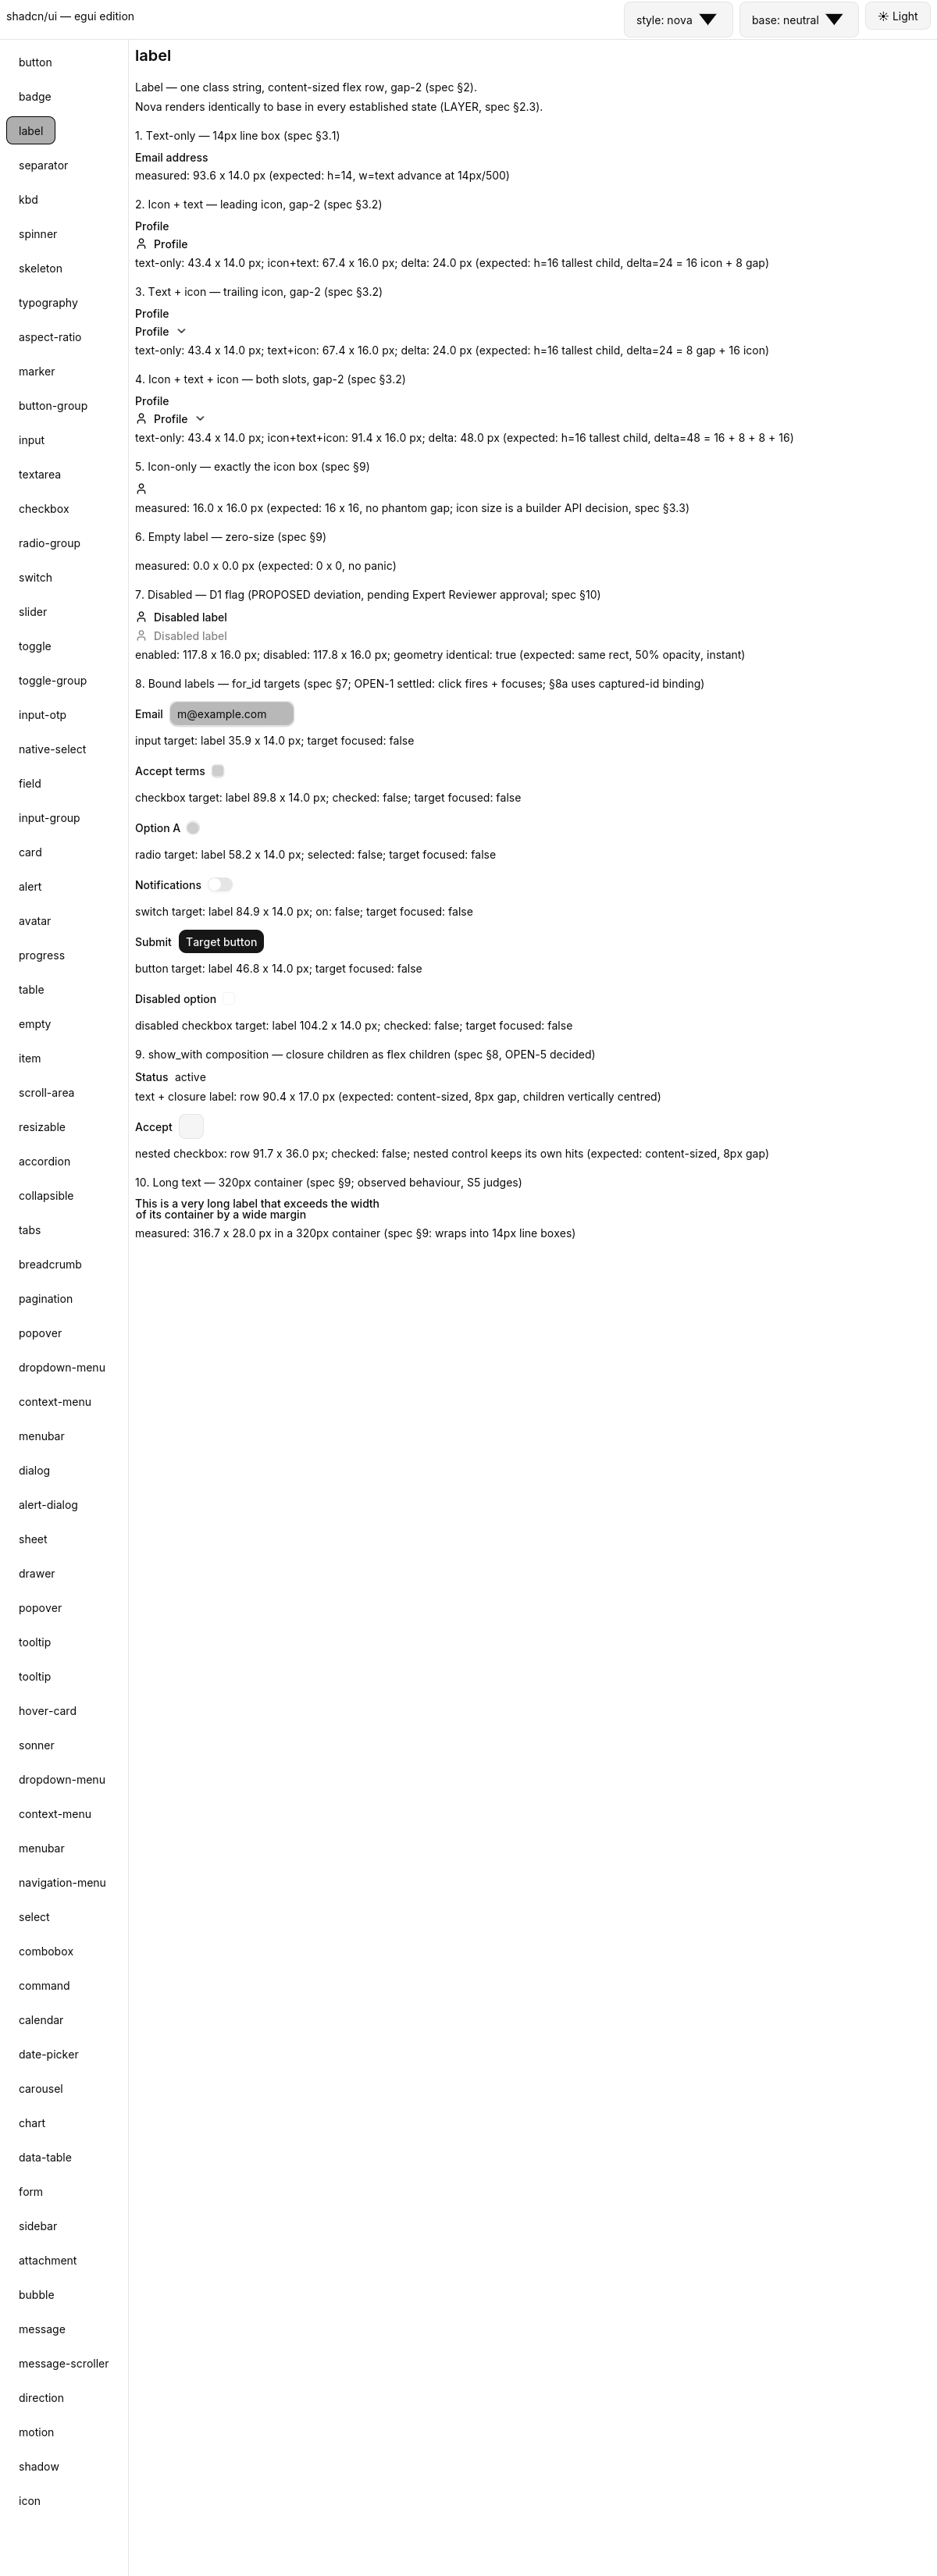 shadcn/ui — egui edition
style: nova
base: neutral
☀ Light
button
badge
label
separator
kbd
spinner
skeleton
typography
aspect-ratio
marker
button-group
input
textarea
checkbox
radio-group
switch
slider
toggle
toggle-group
input-otp
native-select
field
input-group
card
alert
avatar
progress
table
empty
item
scroll-area
resizable
accordion
collapsible
tabs
breadcrumb
pagination
popover
dropdown-menu
context-menu
menubar
dialog
alert-dialog
sheet
drawer
popover
tooltip
tooltip
hover-card
sonner
dropdown-menu
context-menu
menubar
navigation-menu
select
combobox
command
calendar
date-picker
carousel
chart
data-table
form
sidebar
attachment
bubble
message
message-scroller
direction
motion
shadow
icon
label
Label — one class string, content-sized flex row, gap-2 (spec §2).
Nova renders identically to base in every established state (LAYER, spec §2.3).
1. Text-only — 14px line box (spec §3.1)
Email address
measured: 93.6 x 14.0 px (expected: h=14, w=text advance at 14px/500)
2. Icon + text — leading icon, gap-2 (spec §3.2)
Profile
Profile
text-only: 43.4 x 14.0 px; icon+text: 67.4 x 16.0 px; delta: 24.0 px (expected: h=16 tallest child, delta=24 = 16 icon + 8 gap)
3. Text + icon — trailing icon, gap-2 (spec §3.2)
Profile
Profile
text-only: 43.4 x 14.0 px; text+icon: 67.4 x 16.0 px; delta: 24.0 px (expected: h=16 tallest child, delta=24 = 8 gap + 16 icon)
4. Icon + text + icon — both slots, gap-2 (spec §3.2)
Profile
Profile
text-only: 43.4 x 14.0 px; icon+text+icon: 91.4 x 16.0 px; delta: 48.0 px (expected: h=16 tallest child, delta=48 = 16 + 8 + 8 + 16)
5. Icon-only — exactly the icon box (spec §9)
measured: 16.0 x 16.0 px (expected: 16 x 16, no phantom gap; icon size is a builder API decision, spec §3.3)
6. Empty label — zero-size (spec §9)
measured: 0.0 x 0.0 px (expected: 0 x 0, no panic)
7. Disabled — D1 flag (PROPOSED deviation, pending Expert Reviewer approval; spec §10)
Disabled label
Disabled label
enabled: 117.8 x 16.0 px; disabled: 117.8 x 16.0 px; geometry identical: true (expected: same rect, 50% opacity, instant)
8. Bound labels — for_id targets (spec §7; OPEN-1 settled: click fires + focuses; §8a uses captured-id binding)
Email m@example.com
input target: label 35.9 x 14.0 px; target focused: false
Accept terms
checkbox target: label 89.8 x 14.0 px; checked: false; target focused: false
Option A
radio target: label 58.2 x 14.0 px; selected: false; target focused: false
Notifications
switch target: label 84.9 x 14.0 px; on: false; target focused: false
Submit Target button
button target: label 46.8 x 14.0 px; target focused: false
Disabled option
disabled checkbox target: label 104.2 x 14.0 px; checked: false; target focused: false
9. show_with composition — closure children as flex children (spec §8, OPEN-5 decided)
Status active
text + closure label: row 90.4 x 17.0 px (expected: content-sized, 8px gap, children vertically centred)
Accept
nested checkbox: row 91.7 x 36.0 px; checked: false; nested control keeps its own hits (expected: content-sized, 8px gap)
10. Long text — 320px container (spec §9; observed behaviour, S5 judges)
This is a very long label that exceeds the width
of its container by a wide margin
measured: 316.7 x 28.0 px in a 320px container (spec §9: wraps into 14px line boxes)